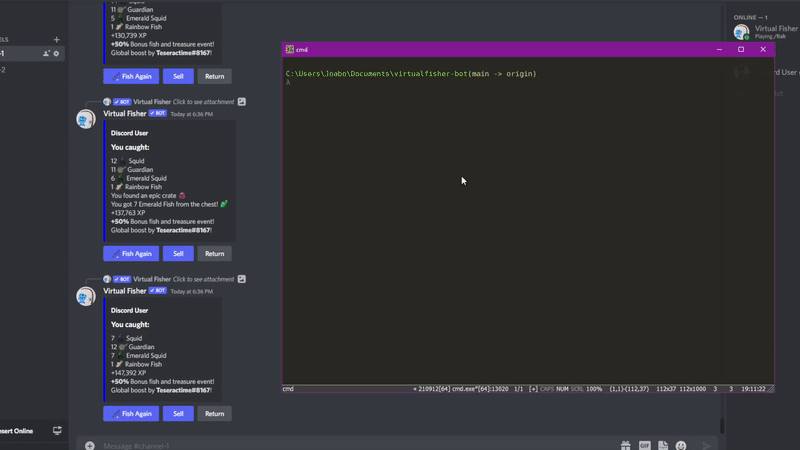 11 Guardian
5 Emerald Squid
1 Rainbow Fish
+130,739 XP
+50% Bonus fish and treasure event!
Global boost by Teseractime#8167!
Fish Again Sell Return
BOT Virtual Fisher Click to see attachment
Virtual Fisher BOT Today at 6:36 PM
Discord User
You caught:
12 Squid
11 Guardian
6 Emerald Squid
1 Rainbow Fish
You found an epic crate
You got 7 Emerald Fish from the chest!
+137,763 XP
+50% Bonus fish and treasure event!
Global boost by Teseractime#8167!
Fish Again Sell Return
BOT Virtual Fisher Click to see attachment
Virtual Fisher BOT Today at 6:36 PM
Discord User
You caught:
7 Squid
12 Guardian
7 Emerald Squid
1 Rainbow Fish
+147,392 XP
+50% Bonus fish and treasure event!
Global boost by Teseractime#8167!
Fish Again Sell Return
Message #channel-1
GIF
cmd
C:\Users\Joabn\Documents\virtualfisher-bot(main -> origin)
λ
cmd
+ 210912[64] cmd.exe*[64]:13020 1/1 [+] CAPS NUM SCRL 100% (1,1)-(112,37) 112x37 112x1000 3 3 19:11:22
ONLINE — 1
Virtual Fisher
Playing /fish
Online